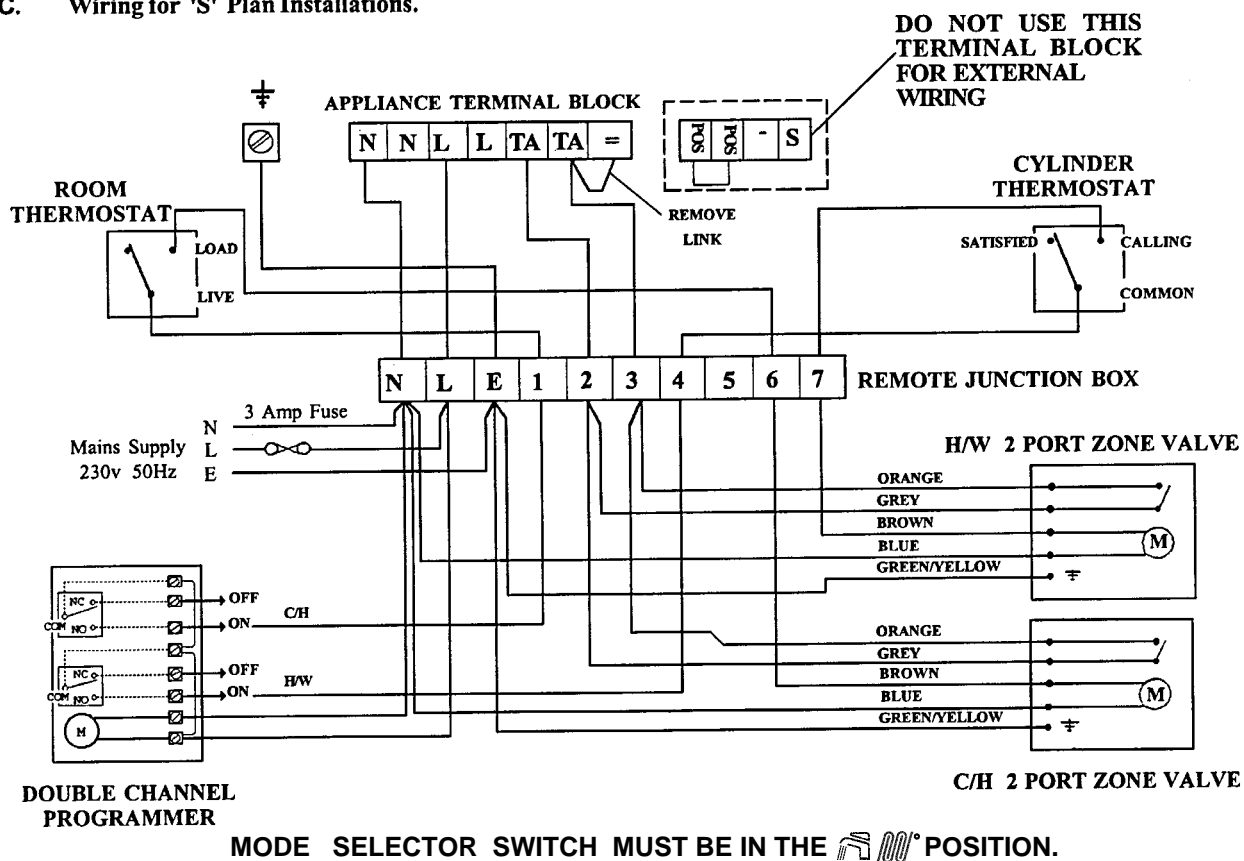 C. Wiring for 'S' Plan Installations.
DO NOT USE THIS
TERMINAL BLOCK
FOR EXTERNAL
WIRING
APPLIANCE TERMINAL BLOCK
N N L L TA TA =
POS POS - S
REMOVE
LINK
ROOM
THERMOSTAT
LOAD
LIVE
CYLINDER
THERMOSTAT
SATISFIED
CALLING
COMMON
N L E 1 2 3 4 5 6 7
REMOTE JUNCTION BOX
3 Amp Fuse
N
Mains Supply L
230v 50Hz E
H/W 2 PORT ZONE VALVE
ORANGE
GREY
BROWN
BLUE
GREEN/YELLOW
M
NC
COM NO
OFF
C/H
ON
NC
COM NO
OFF
H/W
ON
M
ORANGE
GREY
BROWN
BLUE
GREEN/YELLOW
M
C/H 2 PORT ZONE VALVE
DOUBLE CHANNEL
PROGRAMMER
MODE SELECTOR SWITCH MUST BE IN THE POSITION.